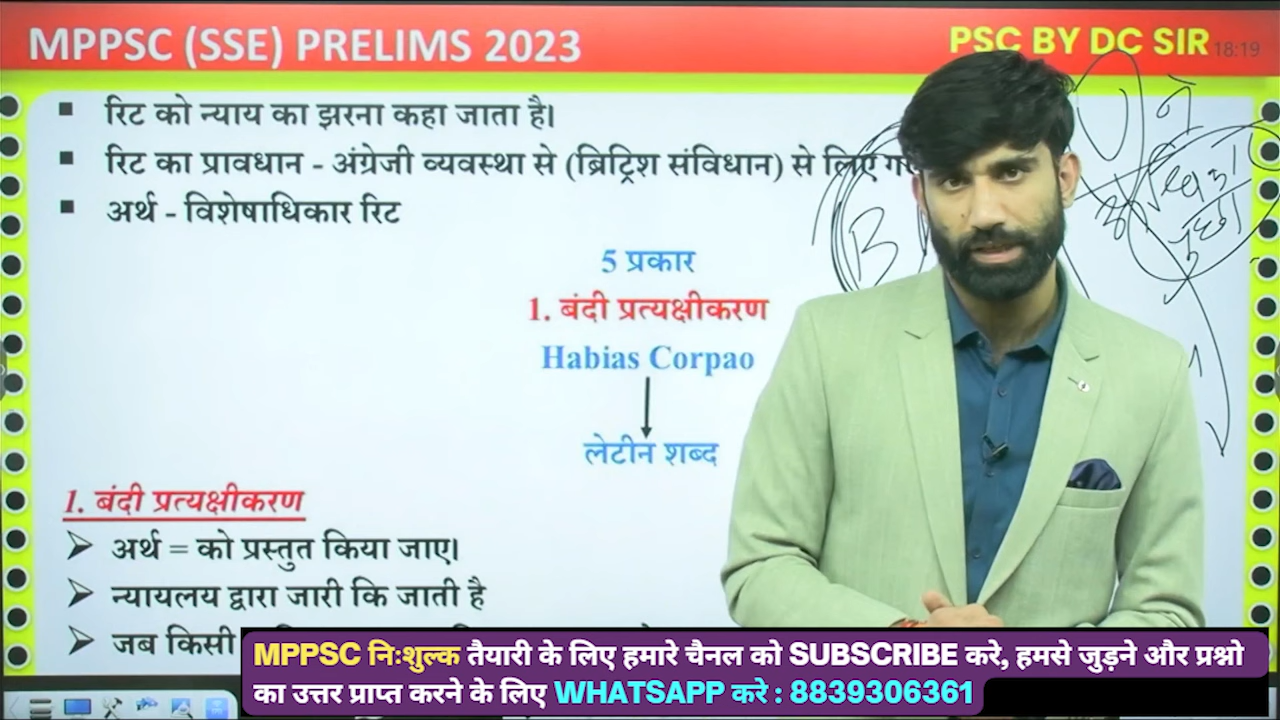 MPPSC (SSE) PRELIMS 2023
PSC BY DC SIR
18:19
▪ रिट को न्याय का झरना कहा जाता है।
▪ रिट का प्रावधान - अंग्रेजी व्यवस्था से (ब्रिट्रिश संविधान) से लिए
▪ अर्थ - विशेषाधिकार रिट
B
5 प्रकार
1. बंदी प्रत्यक्षीकरण
Habias Corpao
लेटीन शब्द
1. बंदी प्रत्यक्षीकरण
➢ अर्थ = को प्रस्तुत किया जाए।
➢ न्यायलय द्वारा जारी कि जाती है
➢ जब किसी
MPPSC निःशुल्क तैयारी के लिए हमारे चैनल को SUBSCRIBE करे, हमसे जुड़ने और प्रश्नो
का उत्तर प्राप्त करने के लिए WHATSAPP करे : 8839306361